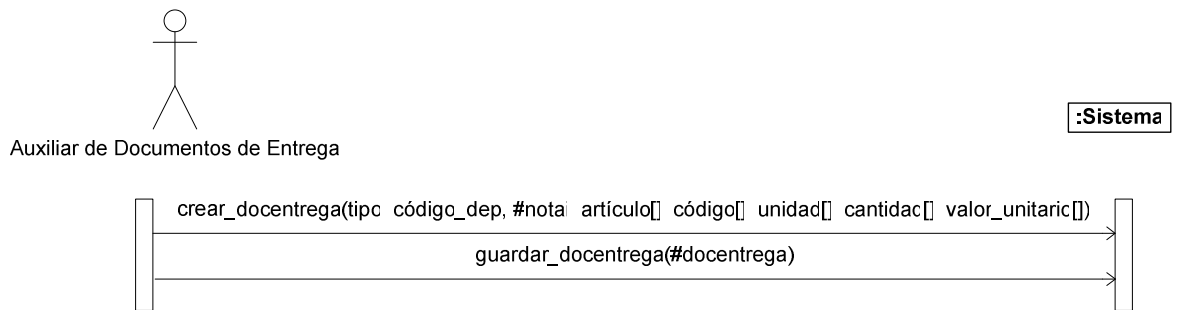 :Sistema
Auxiliar de Documentos de Entrega
crear_docentrega(tipo código_dep, #nota artículo[] código[] unidad[] cantidad[] valor_unitario[])
guardar_docentrega(#docentrega)